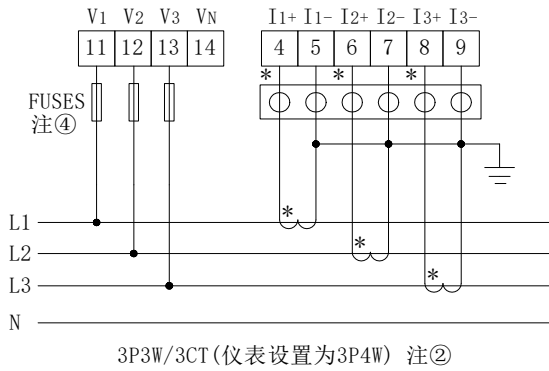 V1 V2 V3 VN I1+ I1- I2+ I2- I3+ I3-
11 12 13 14 4 5 6 7 8 9
* * *
FUSES
注④
* L1
* L2
* L3
N
3P3W/3CT(仪表设置为3P4W) 注②